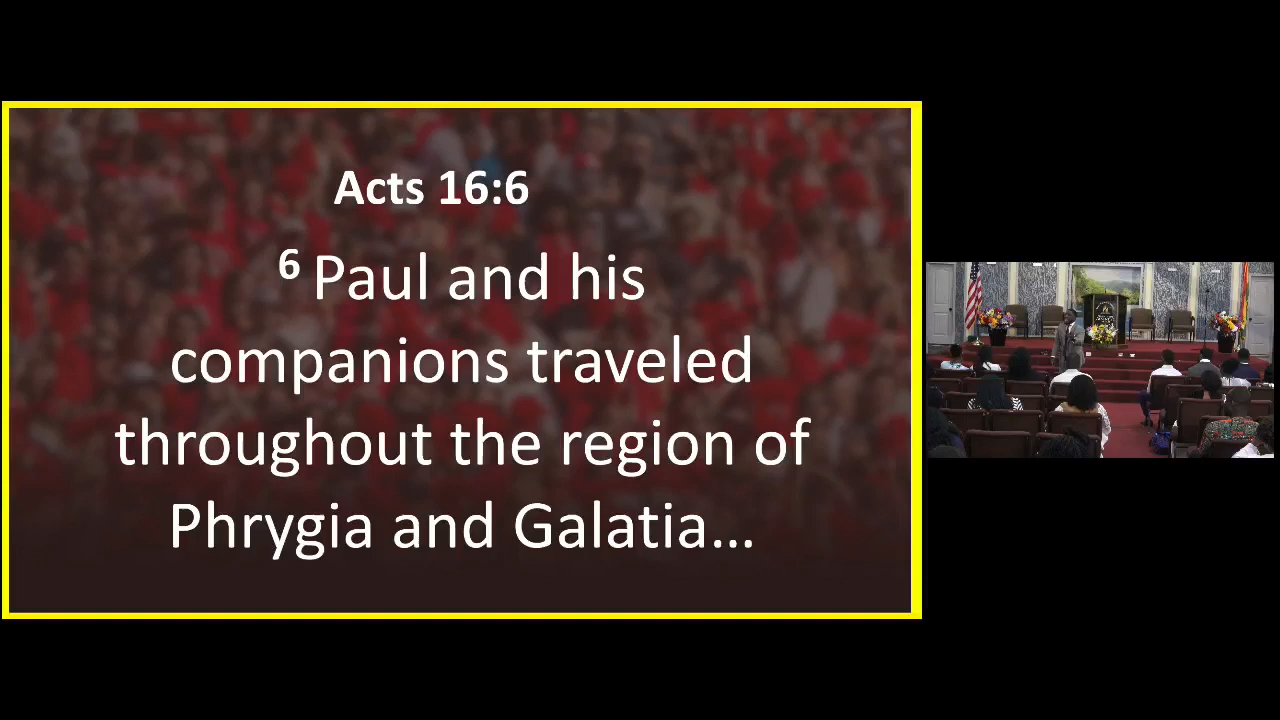 Acts 16:6
6 Paul and his
companions traveled
throughout the region of
Phrygia and Galatia...